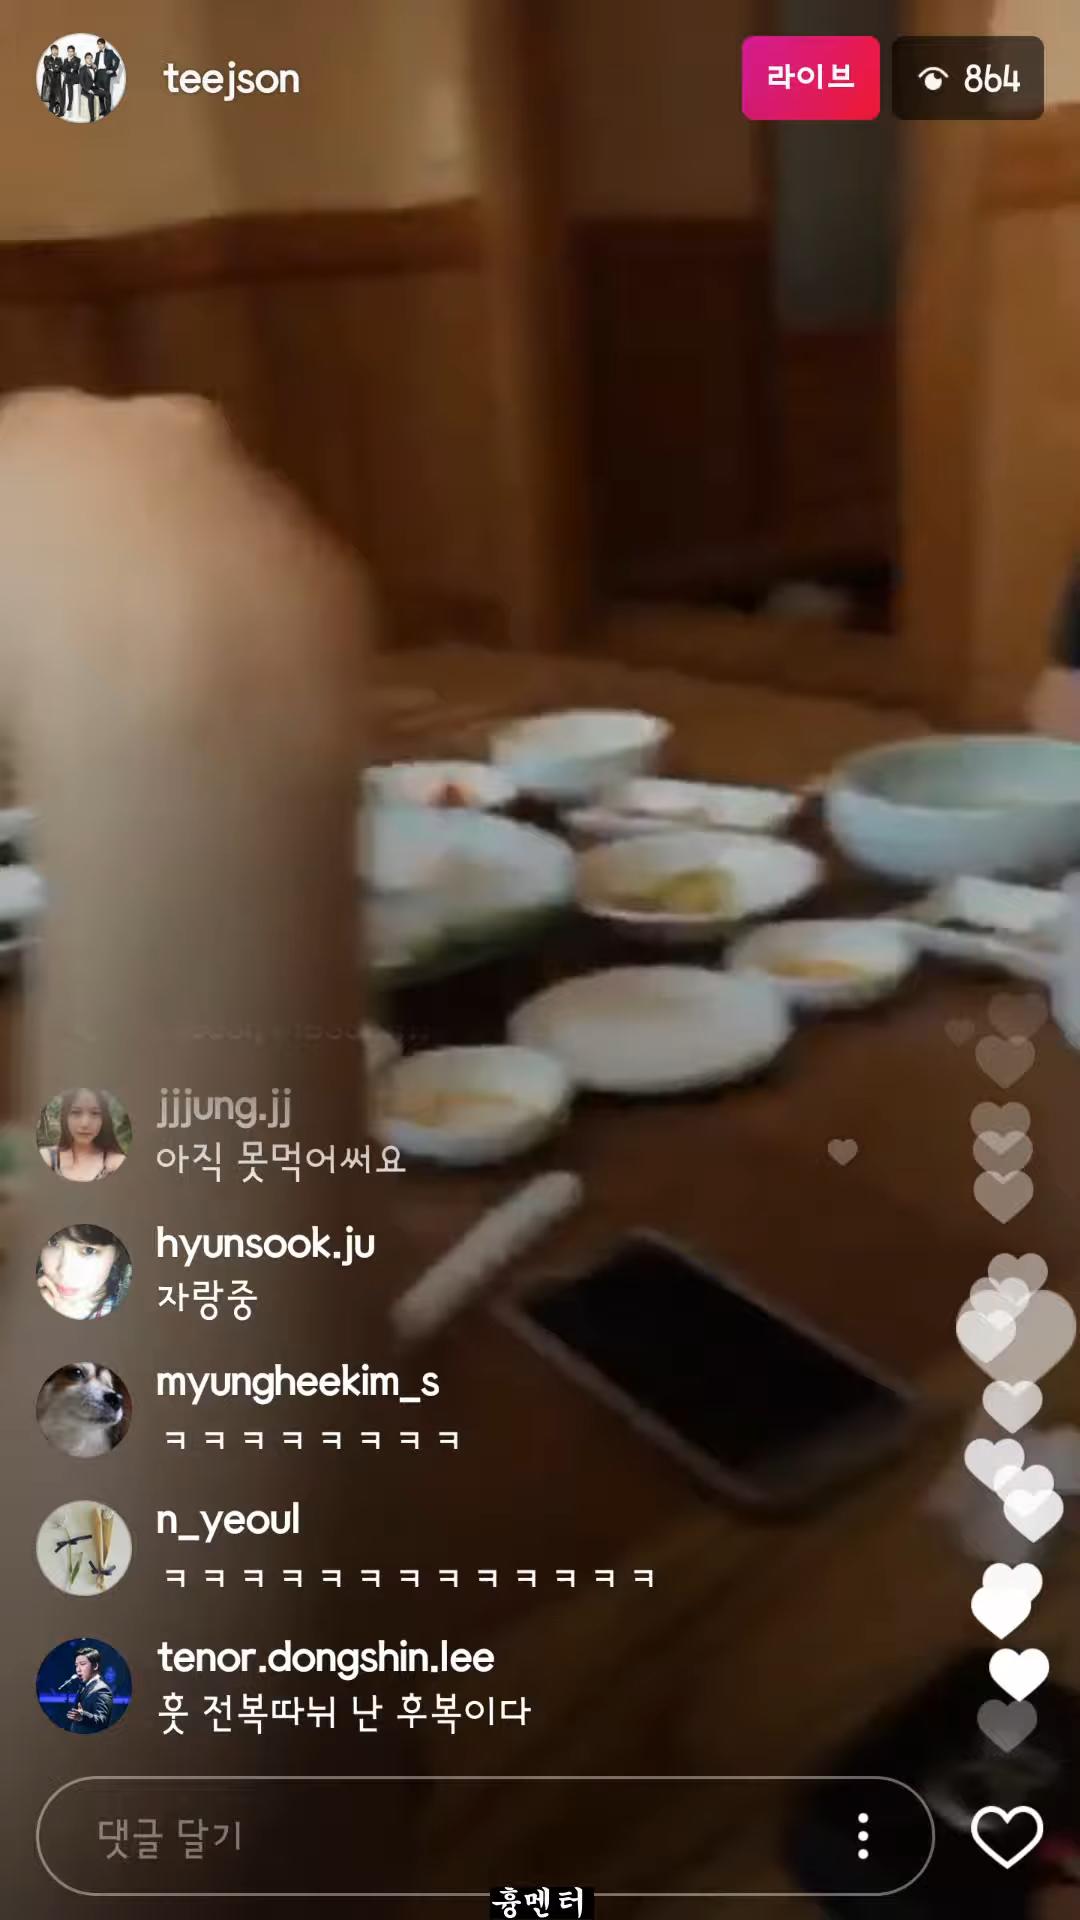 teejson
라이브
864
jjjung.jj
아직 못먹어써요
hyunsook.ju
자랑중
myungheekim_s
ㅋㅋㅋㅋㅋㅋㅋㅋ
n_yeoul
ㅋㅋㅋㅋㅋㅋㅋㅋㅋㅋㅋㅋㅋ
tenor.dongshin.lee
훗 전복따뉘 난 후복이다
댓글 달기
흥멘터